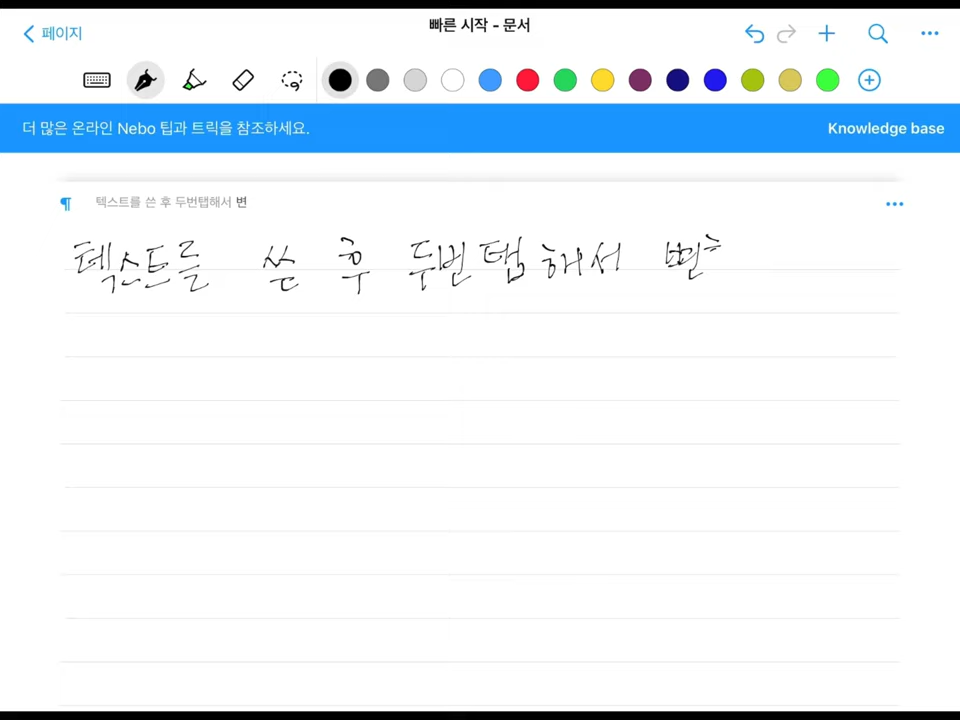 페이지
빠른 시작 - 문서
더 많은 온라인 Nebo 팁과 트릭을 참조하세요.
Knowledge base
텍스트를 쓴 후 두번탭해서 변
텍스트를 쓴 후 두번탭해서 변